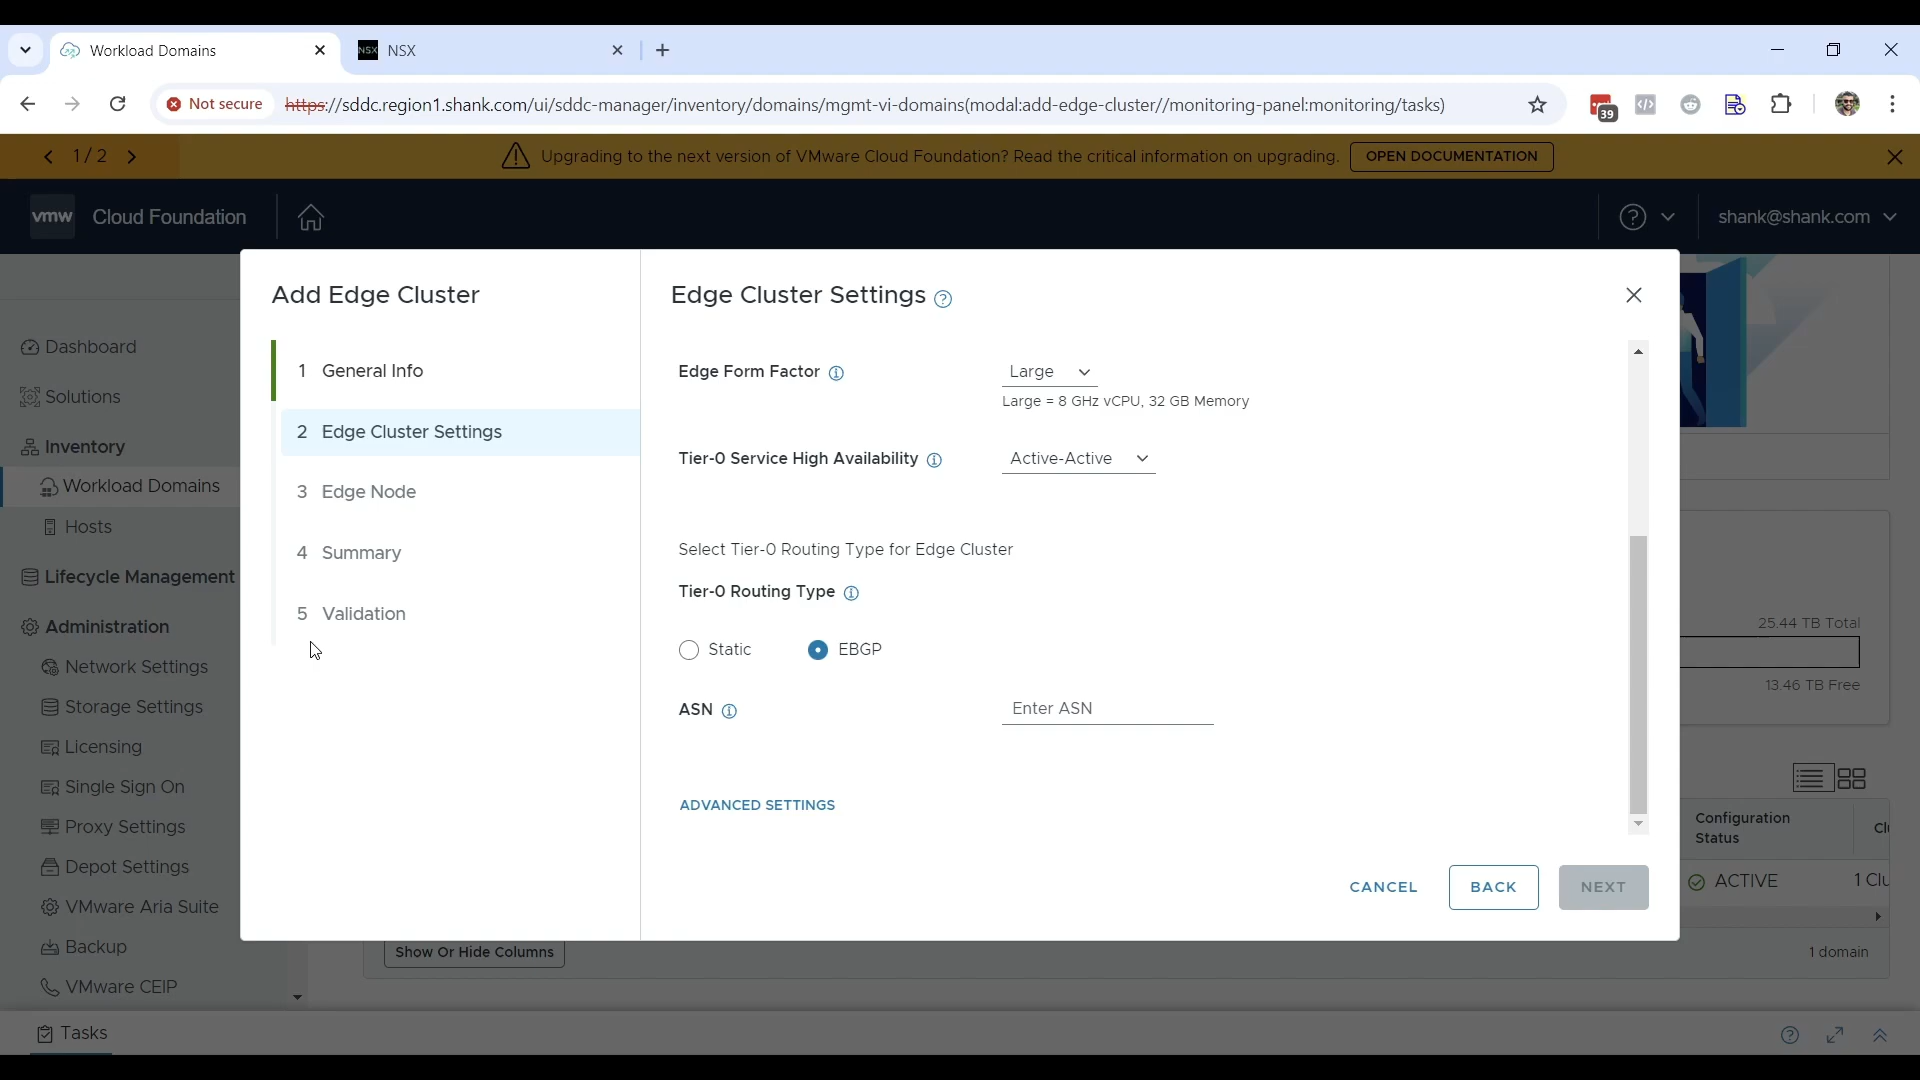 Workload Domains
NSX
NSX
Not secure
https://sddc.region1.shank.com/ui/sddc-manager/inventory/domains/mgmt-vi-domains(modal:add-edge-cluster//monitoring-panel:monitoring/tasks)
39
1 / 2
Upgrading to the next version of VMware Cloud Foundation? Read the critical information on upgrading.
OPEN DOCUMENTATION
vmw
Cloud Foundation
shank@shank.com
Dashboard
Solutions
Inventory
Workload Domains
Hosts
Lifecycle Management
Administration
Network Settings
Storage Settings
Licensing
Single Sign On
Proxy Settings
Depot Settings
VMware Aria Suite
Backup
VMware CEIP
Add Edge Cluster
1 General Info
2 Edge Cluster Settings
3 Edge Node
4 Summary
5 Validation
Edge Cluster Settings
Edge Form Factor
Large
Large = 8 GHz vCPU, 32 GB Memory
Tier-0 Service High Availability
Active-Active
Select Tier-0 Routing Type for Edge Cluster
Tier-0 Routing Type
Static
EBGP
ASN
Enter ASN
ADVANCED SETTINGS
CANCEL
BACK
NEXT
25.44 TB Total
13.46 TB Free
Configuration
Status
Cl
ACTIVE
1 Clu
Show Or Hide Columns
1 domain
Tasks